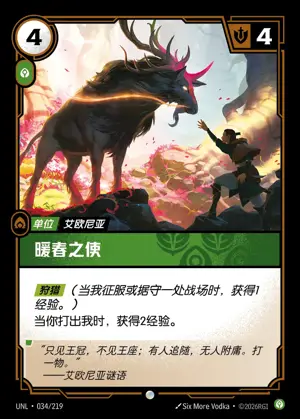 4
4
单位 艾欧尼亚
暖春之使
狩猎 (当我征服或据守一处战场时，获得1
经验。)
当你打出我时，获得2经验。
"只见王冠，不见王座；有人追随，无人附庸。打
一物。"
——艾欧尼亚谜语
UNL • 034/219
Six More Vodka • ©2026RGI